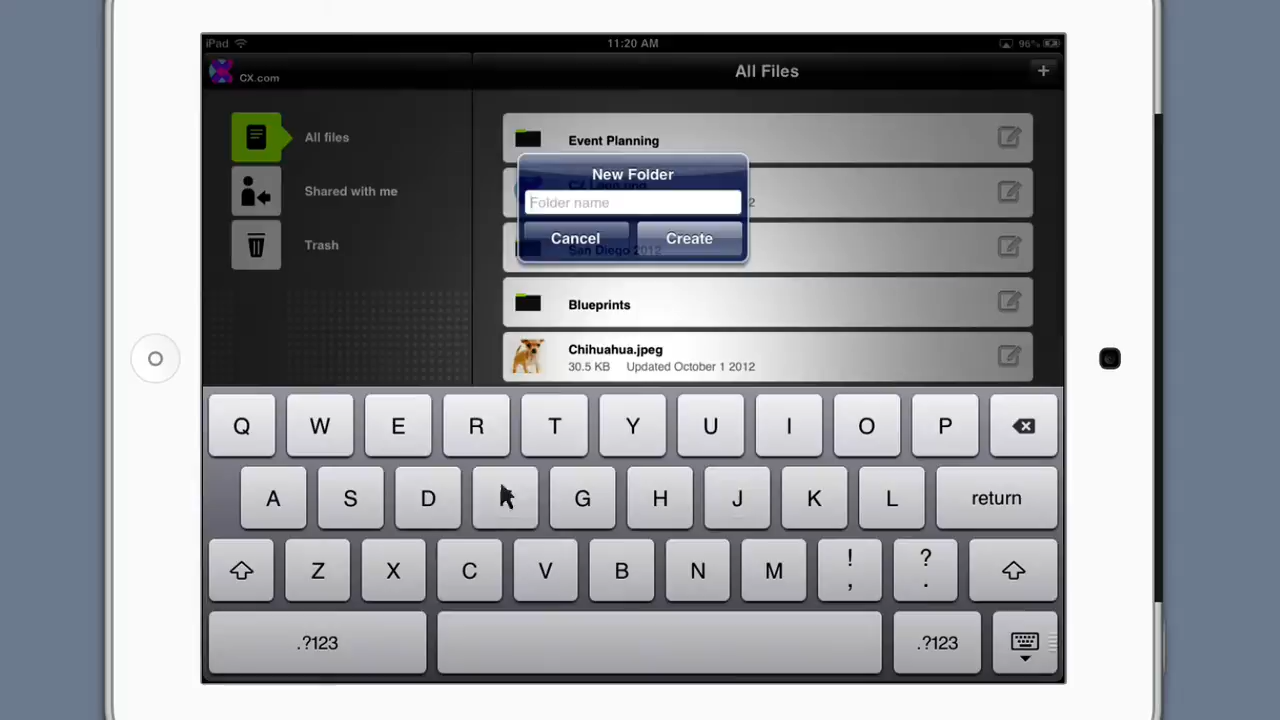 iPad
11:20 AM
96%
CX.com
All Files
+
All files
Shared with me
Trash
Event Planning
New Folder
Folder name
2
Cancel
Create
San Diego 2012
Blueprints
Chihuahua.jpeg
30.5 KB Updated October 1 2012
Q W E R T Y U I O P
A S D G H J K L return
Z X C V B N M ! , ? .
.?123 .?123